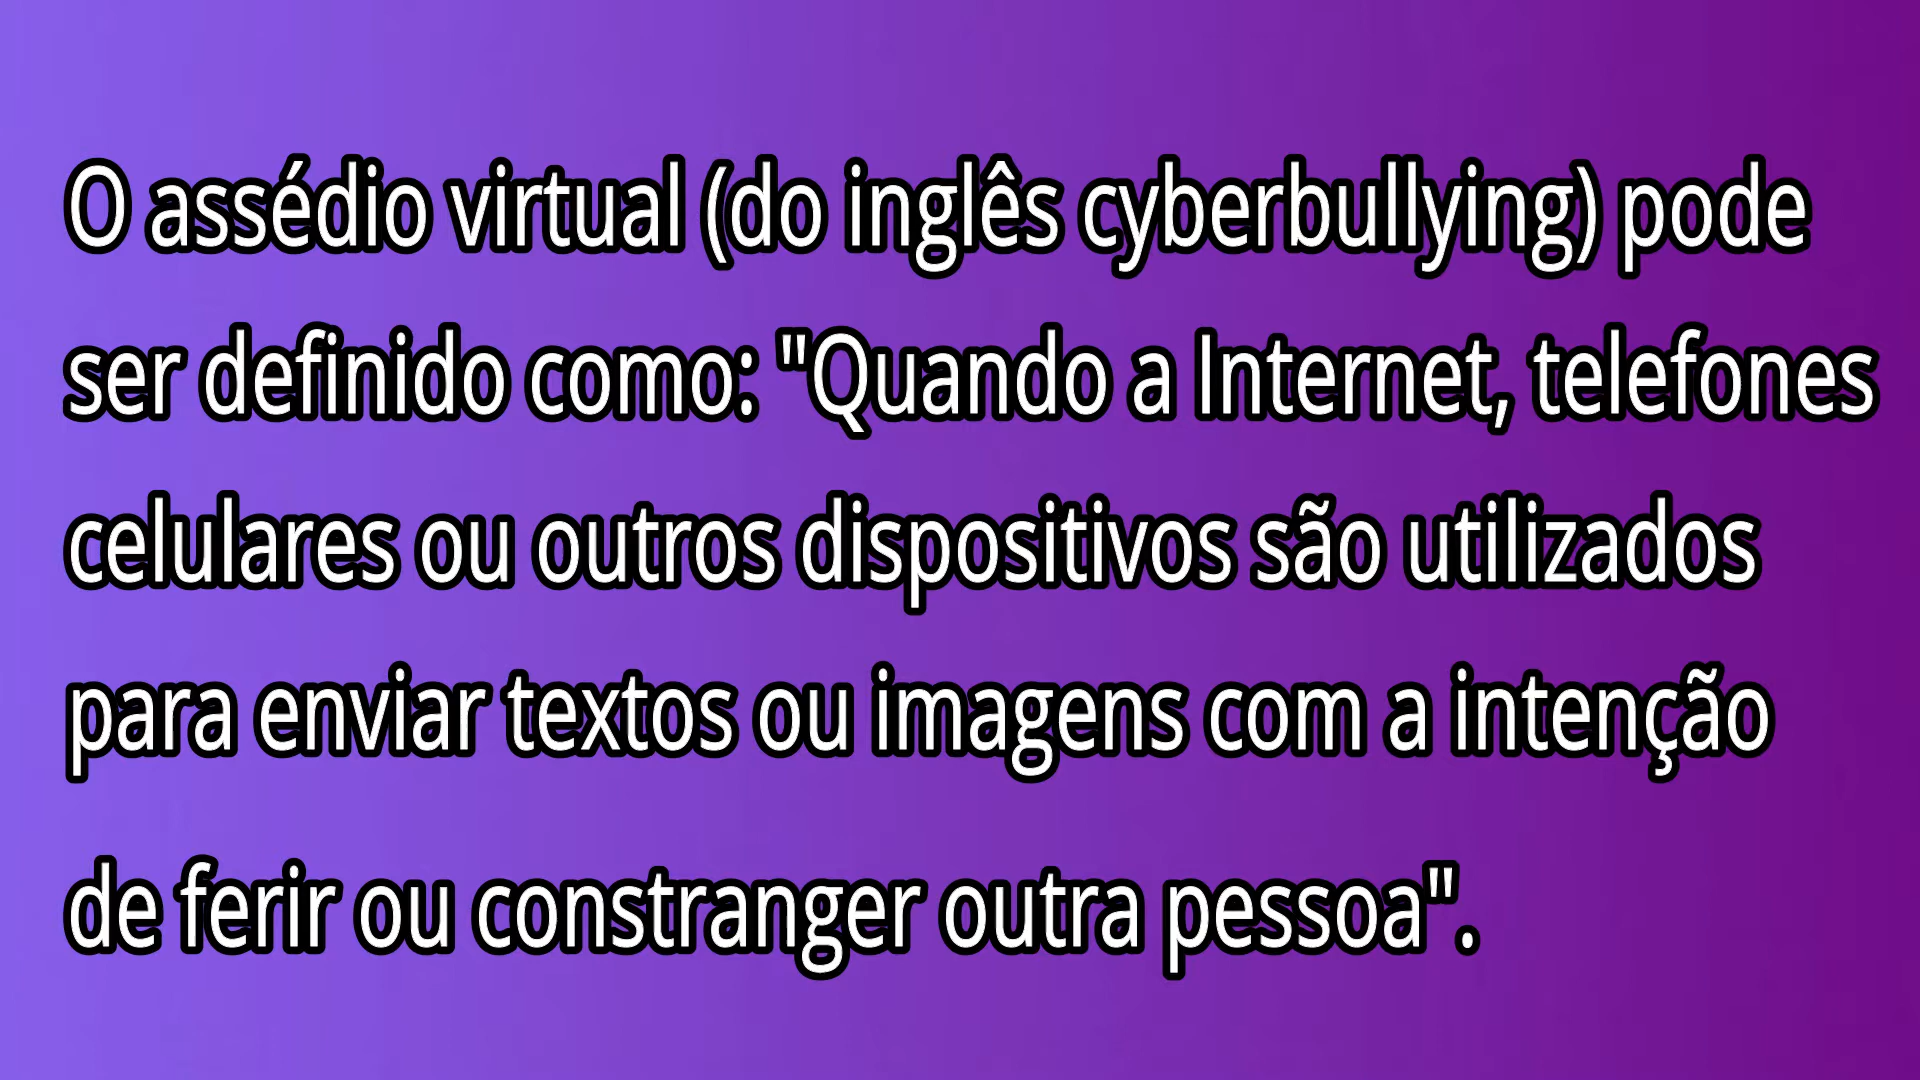 O assédio virtual (do inglês cyberbullying) pode
ser definido como: "Quando a Internet, telefones
celulares ou outros dispositivos são utilizados
para enviar textos ou imagens com a intenção
de ferir ou constranger outra pessoa".